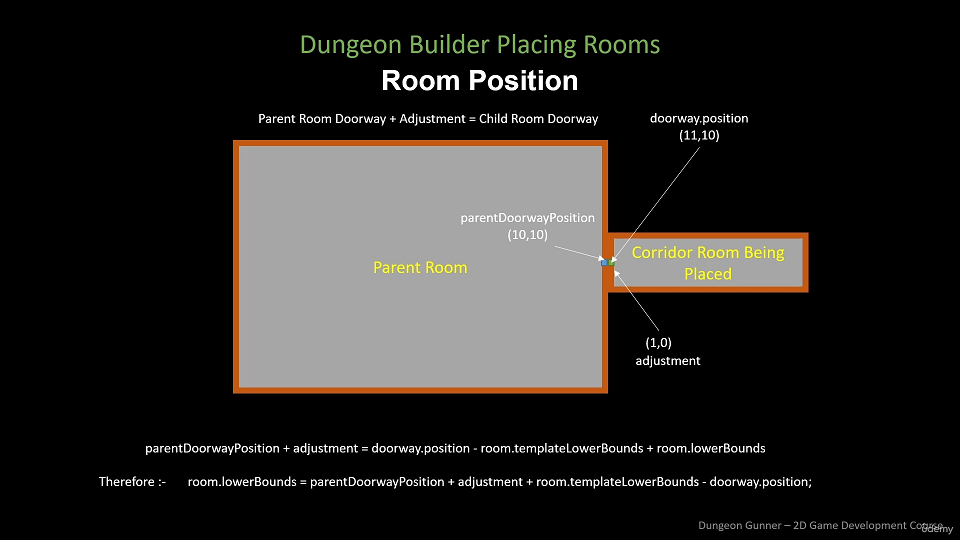 Dungeon Builder Placing Rooms
Room Position
Parent Room Doorway + Adjustment = Child Room Doorway
doorway.position
(11,10)
parentDoorwayPosition
(10,10)
Parent Room
Corridor Room Being
Placed
(1,0)
adjustment
parentDoorwayPosition + adjustment = doorway.position - room.templateLowerBounds + room.lowerBounds
Therefore :- room.lowerBounds = parentDoorwayPosition + adjustment + room.templateLowerBounds - doorway.position;
Dungeon Gunner – 2D Game Development Course
Udemy